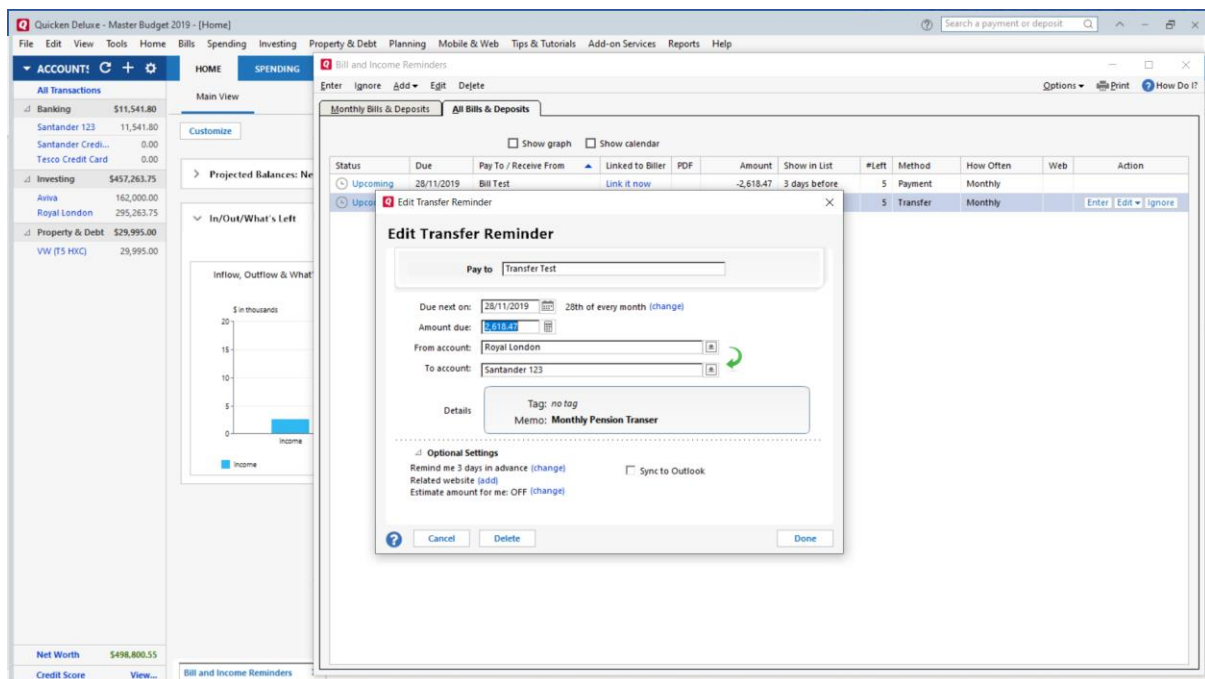 Quicken Deluxe - Master Budget 2019 - [Home]
Search a payment or deposit
File Edit View Tools Home Bills Spending Investing Property & Debt Planning Mobile & Web Tips & Tutorials Add-on Services Reports Help
ACCOUNTS
HOME SPENDING
All Transactions
Main View
Banking $11,541.80
Santander 123 11,541.80
Santander Credi... 0.00
Tesco Credit Card 0.00
Investing $457,263.75
Aviva 162,000.00
Royal London 295,263.75
Property & Debt $29,995.00
VW (T5 HXC) 29,995.00
Customize
Projected Balances: Ne
In/Out/What's Left
Inflow, Outflow & What'
$ in thousands
20
15
10
5
0
Income
Income
Net Worth $498,800.55
Credit Score View...
Bill and Income Reminders
Bill and Income Reminders
Enter Ignore Add Edit Delete
Options Print How Do I?
Monthly Bills & Deposits All Bills & Deposits
Show graph Show calendar
Status Due Pay To / Receive From Linked to Biller PDF Amount Show in List #Left Method How Often Web Action
Upcoming 28/11/2019 Bill Test Link it now -2,618.47 3 days before 5 Payment Monthly
Upco 5 Transfer Monthly Enter Edit Ignore
Edit Transfer Reminder
Edit Transfer Reminder
Pay to Transfer Test
Due next on: 28/11/2019 28th of every month (change)
Amount due: 2,618.47
From account: Royal London
To account: Santander 123
Details
Tag: no tag
Memo: Monthly Pension Transer
Optional Settings
Remind me 3 days in advance (change)
Sync to Outlook
Related website (add)
Estimate amount for me: OFF (change)
Cancel Delete Done